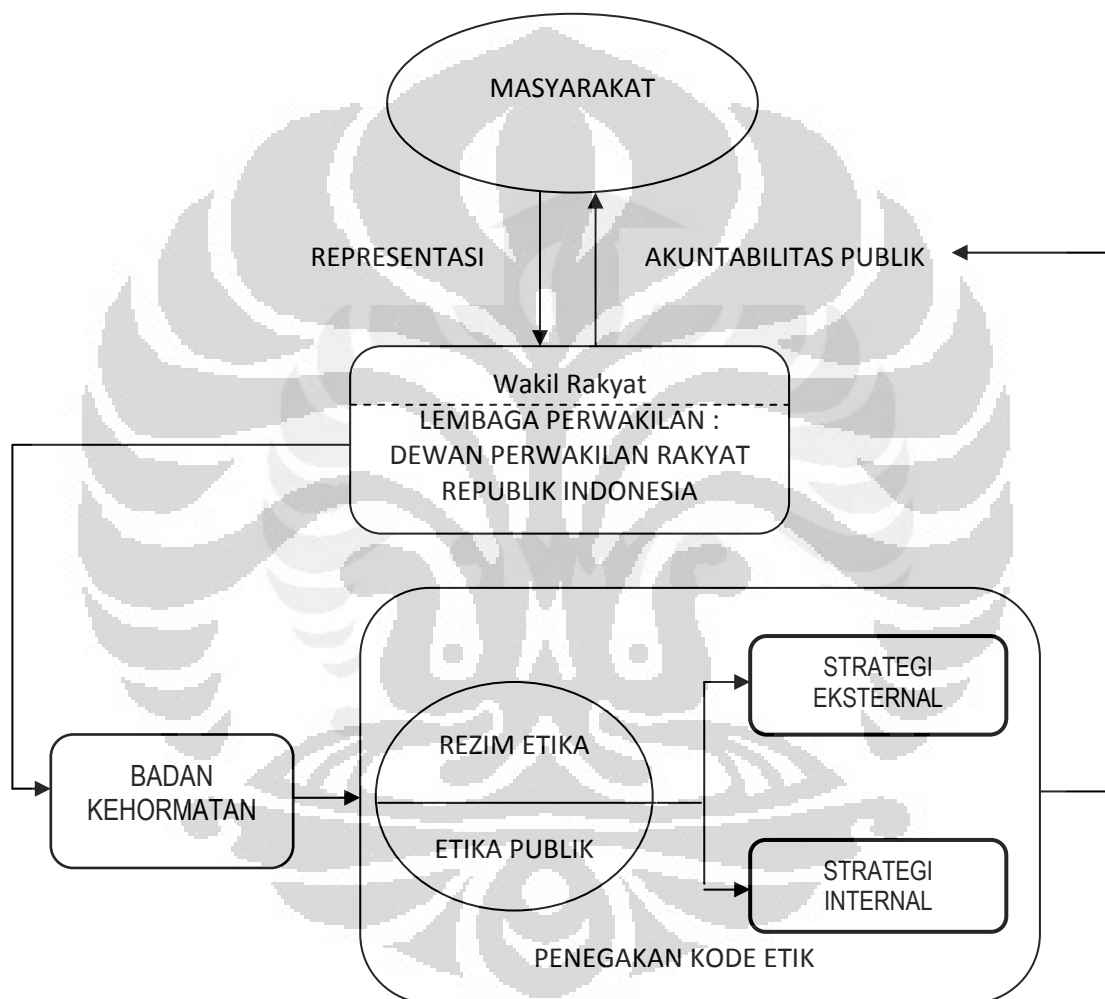 MASYARAKAT
REPRESENTASI
AKUNTABILITAS PUBLIK
Wakil Rakyat
LEMBAGA PERWAKILAN :
DEWAN PERWAKILAN RAKYAT
REPUBLIK INDONESIA
BADAN
KEHORMATAN
REZIM ETIKA
ETIKA PUBLIK
STRATEGI
EKSTERNAL
STRATEGI
INTERNAL
PENEGAKAN KODE ETIK